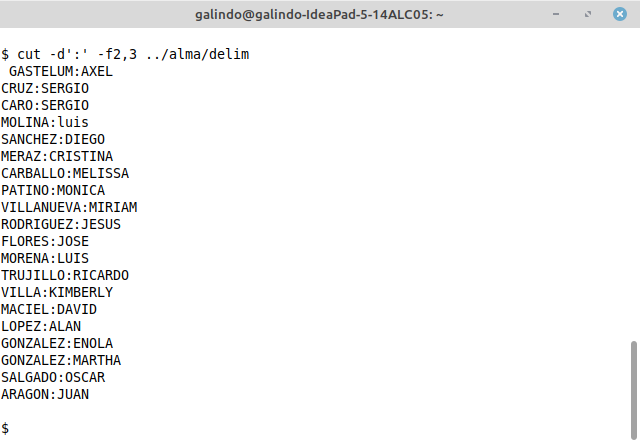 galindo@galindo-IdeaPad-5-14ALC05: ~
$ cut -d':' -f2,3 ../alma/delim
 GASTELUM:AXEL
CRUZ:SERGIO
CARO:SERGIO
MOLINA:luis
SANCHEZ:DIEGO
MERAZ:CRISTINA
CARBALLO:MELISSA
PATINO:MONICA
VILLANUEVA:MIRIAM
RODRIGUEZ:JESUS
FLORES:JOSE
MORENA:LUIS
TRUJILLO:RICARDO
VILLA:KIMBERLY
MACIEL:DAVID
LOPEZ:ALAN
GONZALEZ:ENOLA
GONZALEZ:MARTHA
SALGADO:OSCAR
ARAGON:JUAN
$